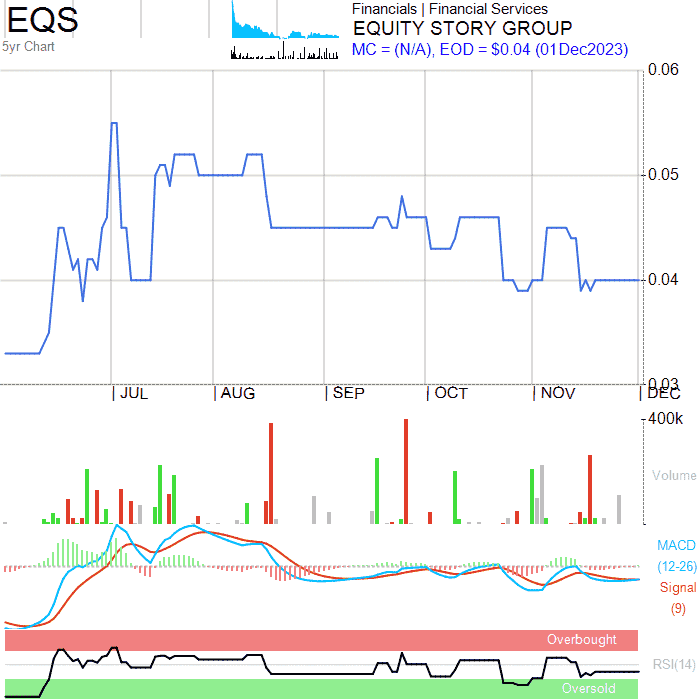 EQS
5yr Chart
Financials | Financial Services
EQUITY STORY GROUP
MC = (N/A), EOD = $0.04 (01Dec2023)
0.06
0.05
0.04
0.03
| JUL | AUG | SEP | OCT | NOV | DEC
400k
Volume
MACD
(12-26)
Signal
(9)
Overbought
RSI(14)
Oversold